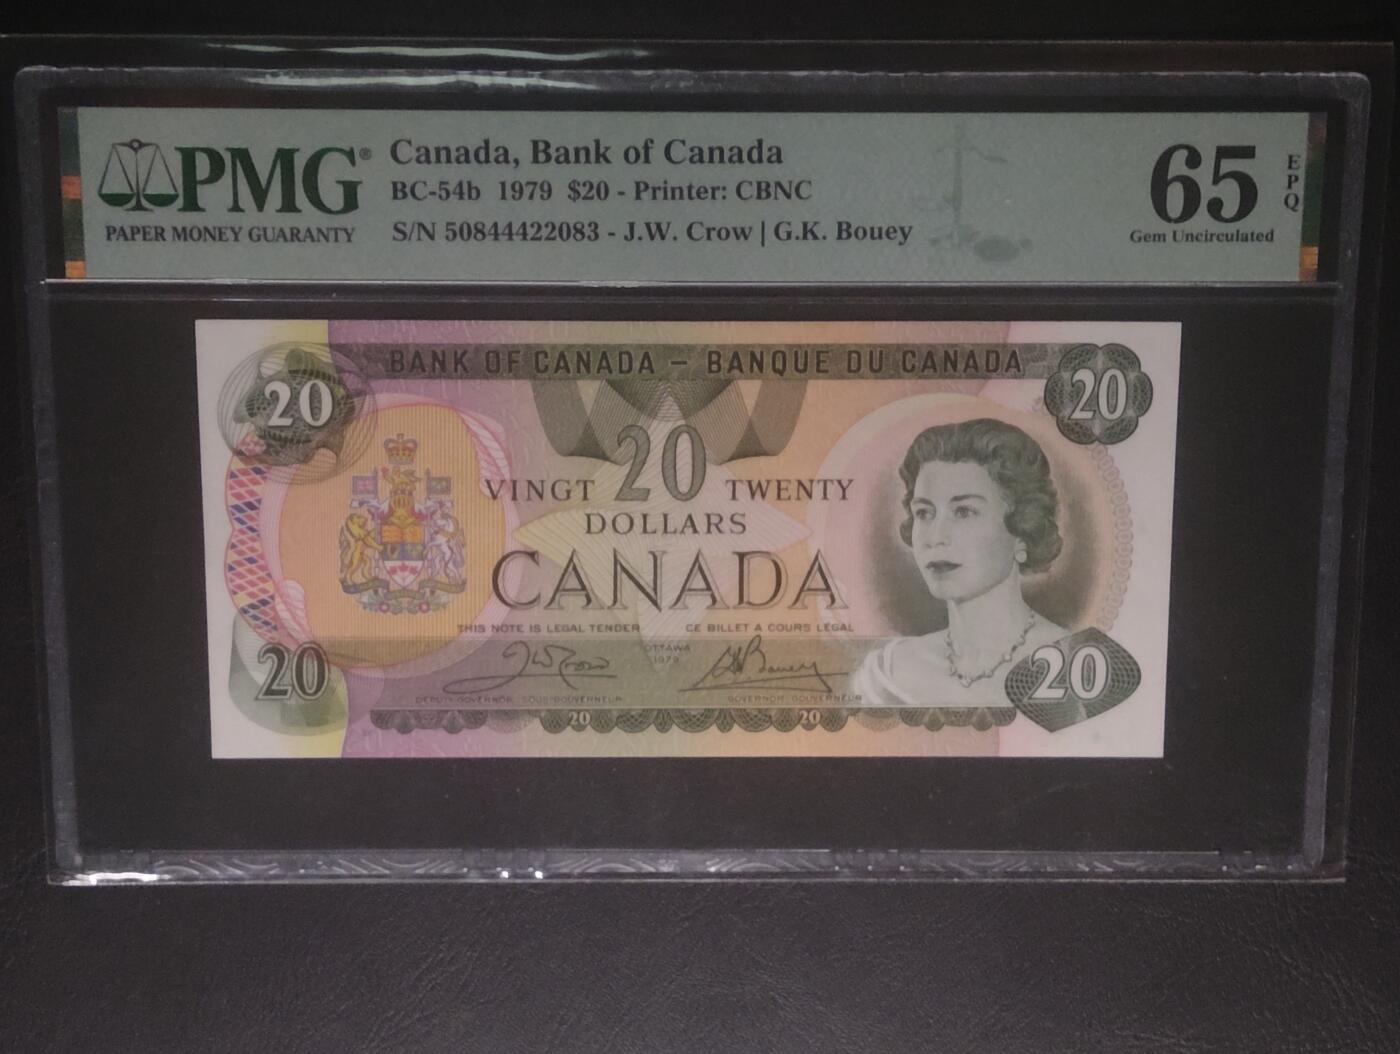 PMG®
PAPER MONEY GUARANTY
Canada, Bank of Canada
BC-54b 1979 $20 - Printer: CBNC
S/N 50844422083 - J.W. Crow | G.K. Bouey
65
EPQ
Gem Uncirculated
BANK OF CANADA — BANQUE DU CANADA
20
20
20
VINGT TWENTY
DOLLARS
CANADA
THIS NOTE IS LEGAL TENDER CE BILLET A COURS LÉGAL
OTTAWA
1979
20
20
DEPUTY GOVERNOR SOUS-GOUVERNEUR
GOVERNOR GOUVERNEUR
20
20